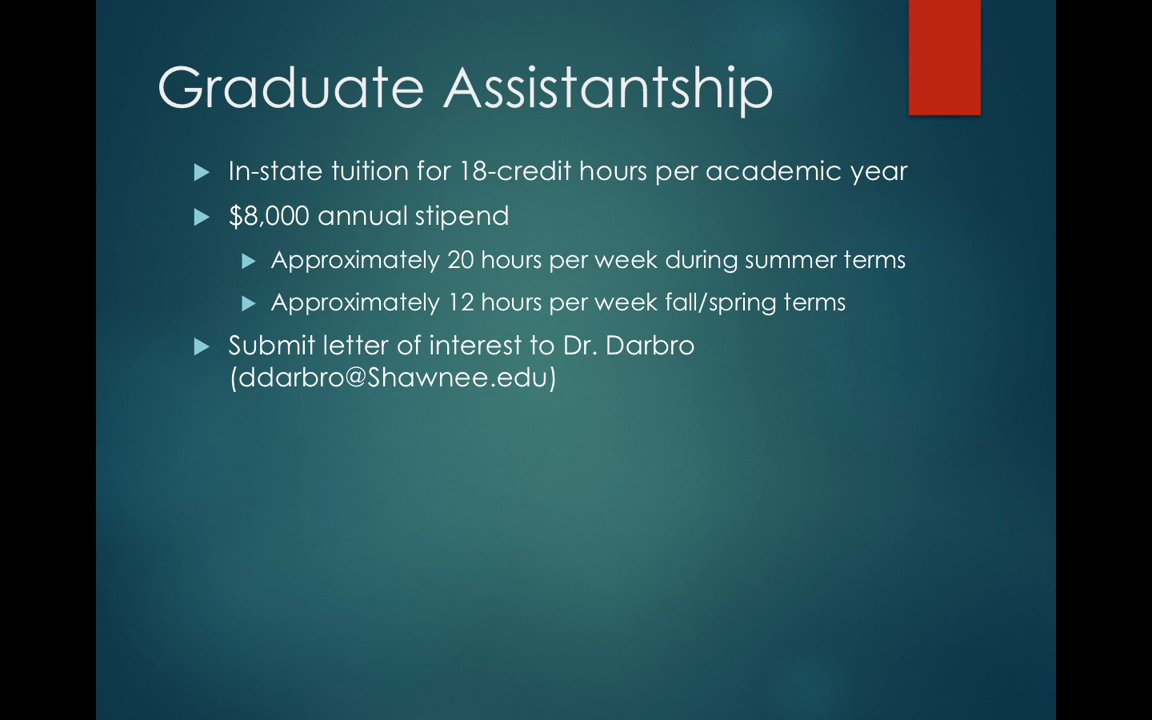 Graduate Assistantship
In-state tuition for 18-credit hours per academic year
$8,000 annual stipend
Approximately 20 hours per week during summer terms
Approximately 12 hours per week fall/spring terms
Submit letter of interest to Dr. Darbro
(ddarbro@Shawnee.edu)